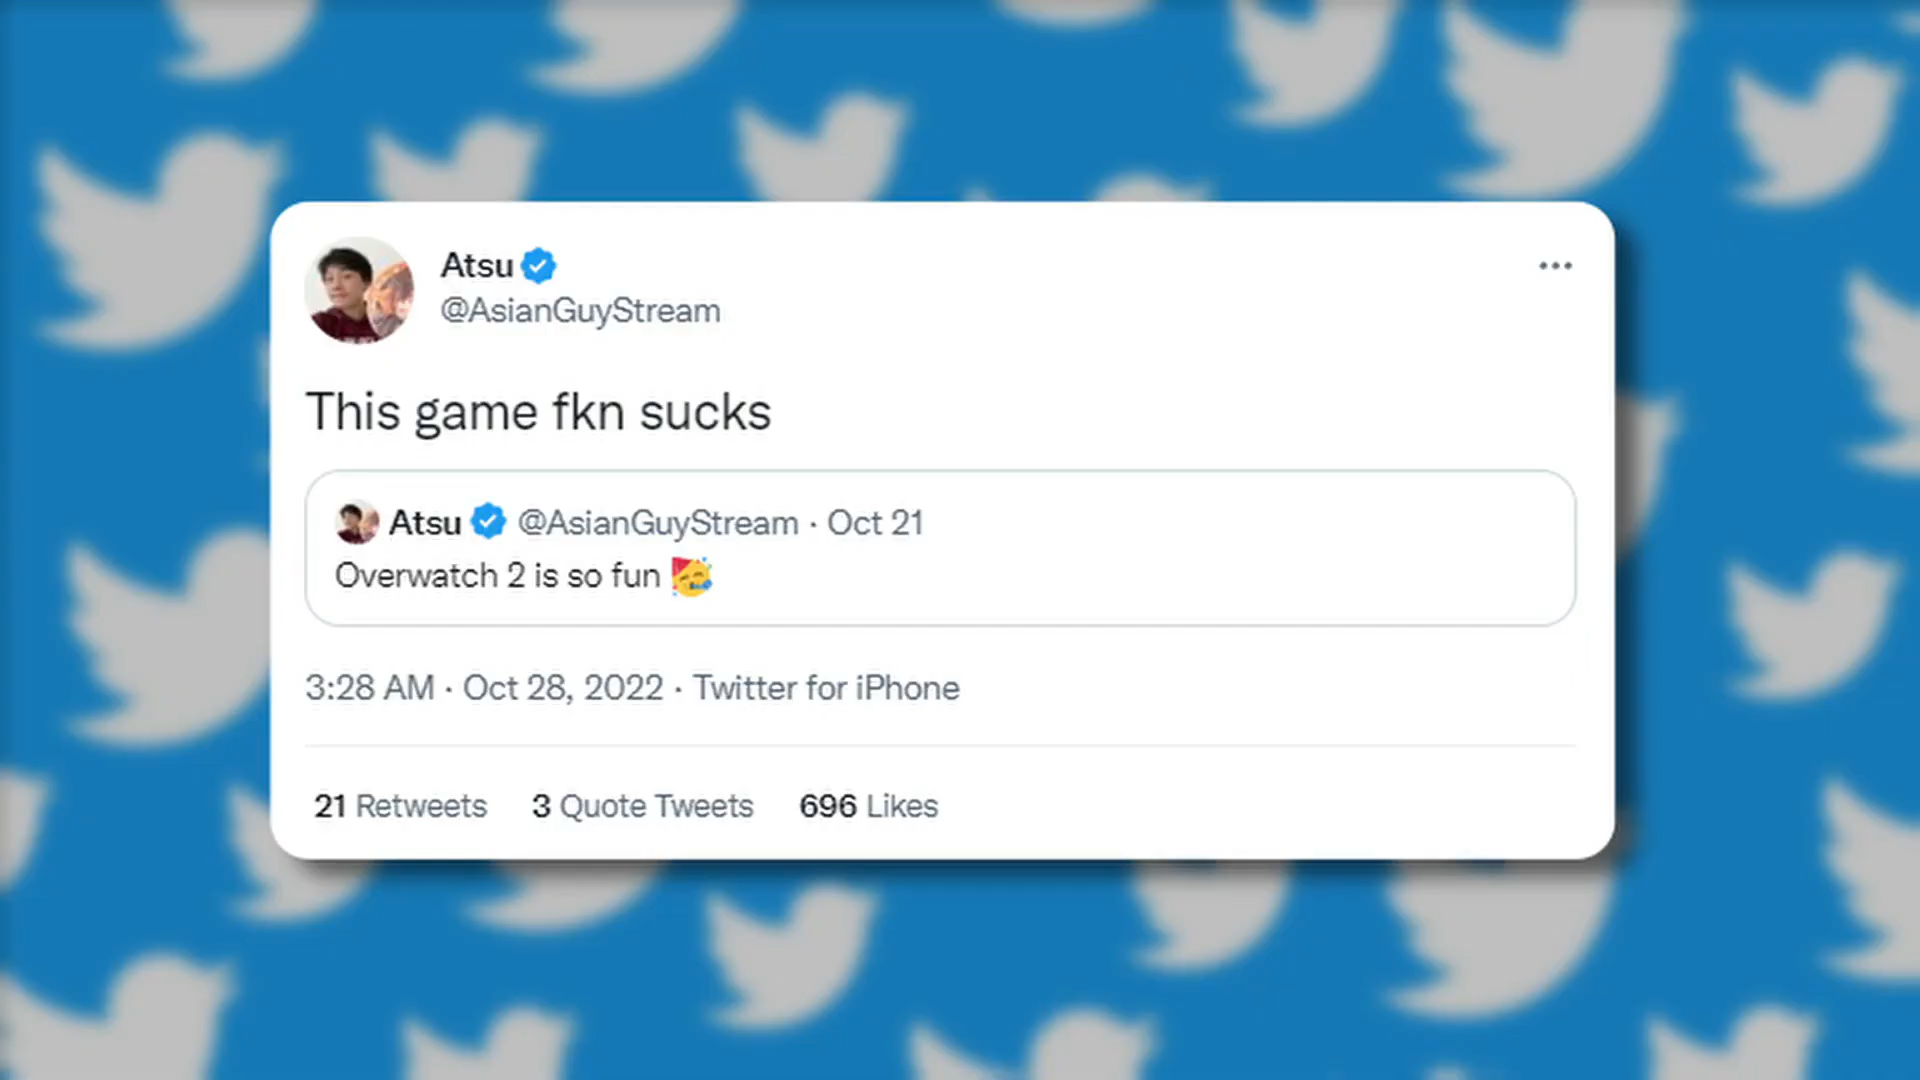 Atsu
@AsianGuyStream
This game fkn sucks
Atsu @AsianGuyStream · Oct 21
Overwatch 2 is so fun 🥳
3:28 AM · Oct 28, 2022 · Twitter for iPhone
21 Retweets 3 Quote Tweets 696 Likes